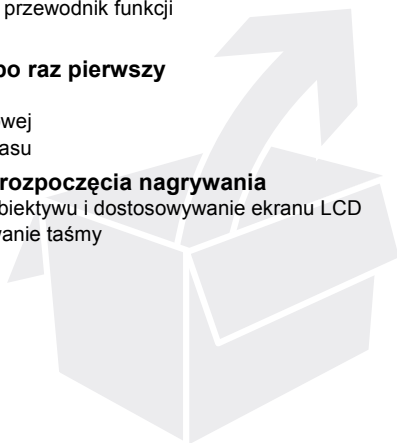 przewodnik funkcji
po raz pierwszy
wej
asu
rozpoczęcia nagrywania
biektywu i dostosowywanie ekranu LCD
wanie taśmy